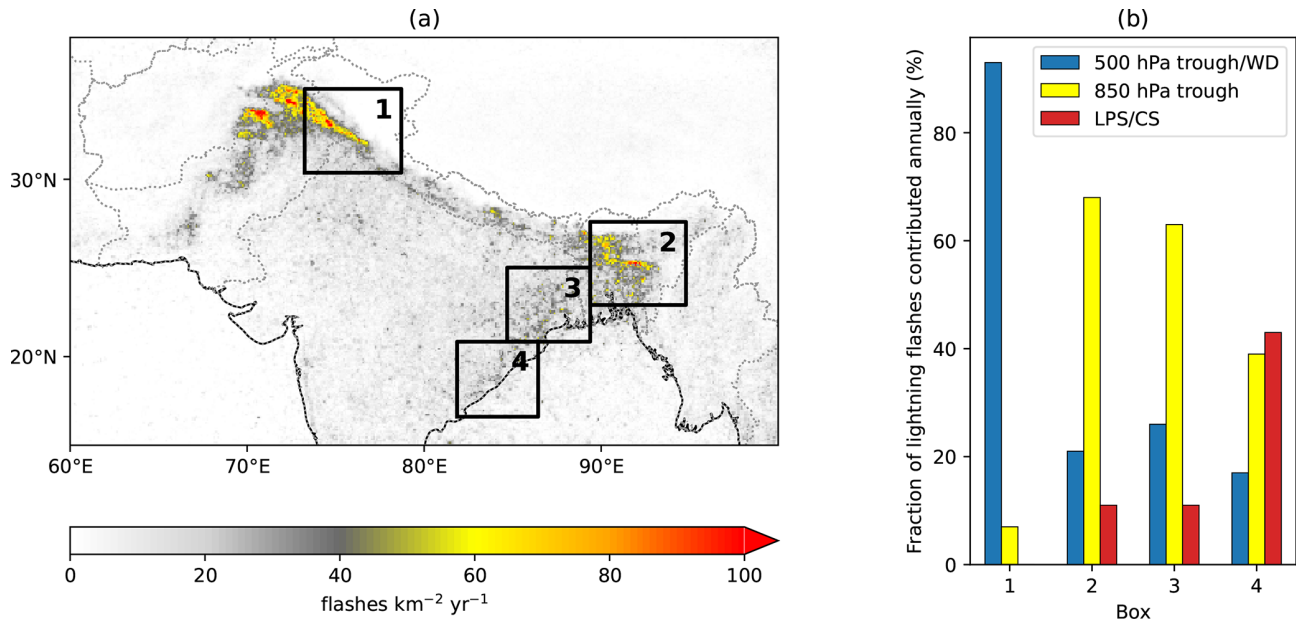 (a)
1
2
3
4
30°N
20°N
60°E
70°E
80°E
90°E
0
20
40
60
80
100
flashes km⁻² yr⁻¹
(b)
500 hPa trough/WD
850 hPa trough
LPS/CS
Fraction of lightning flashes contributed annually (%)
80
60
40
20
0
1
2
3
4
Box